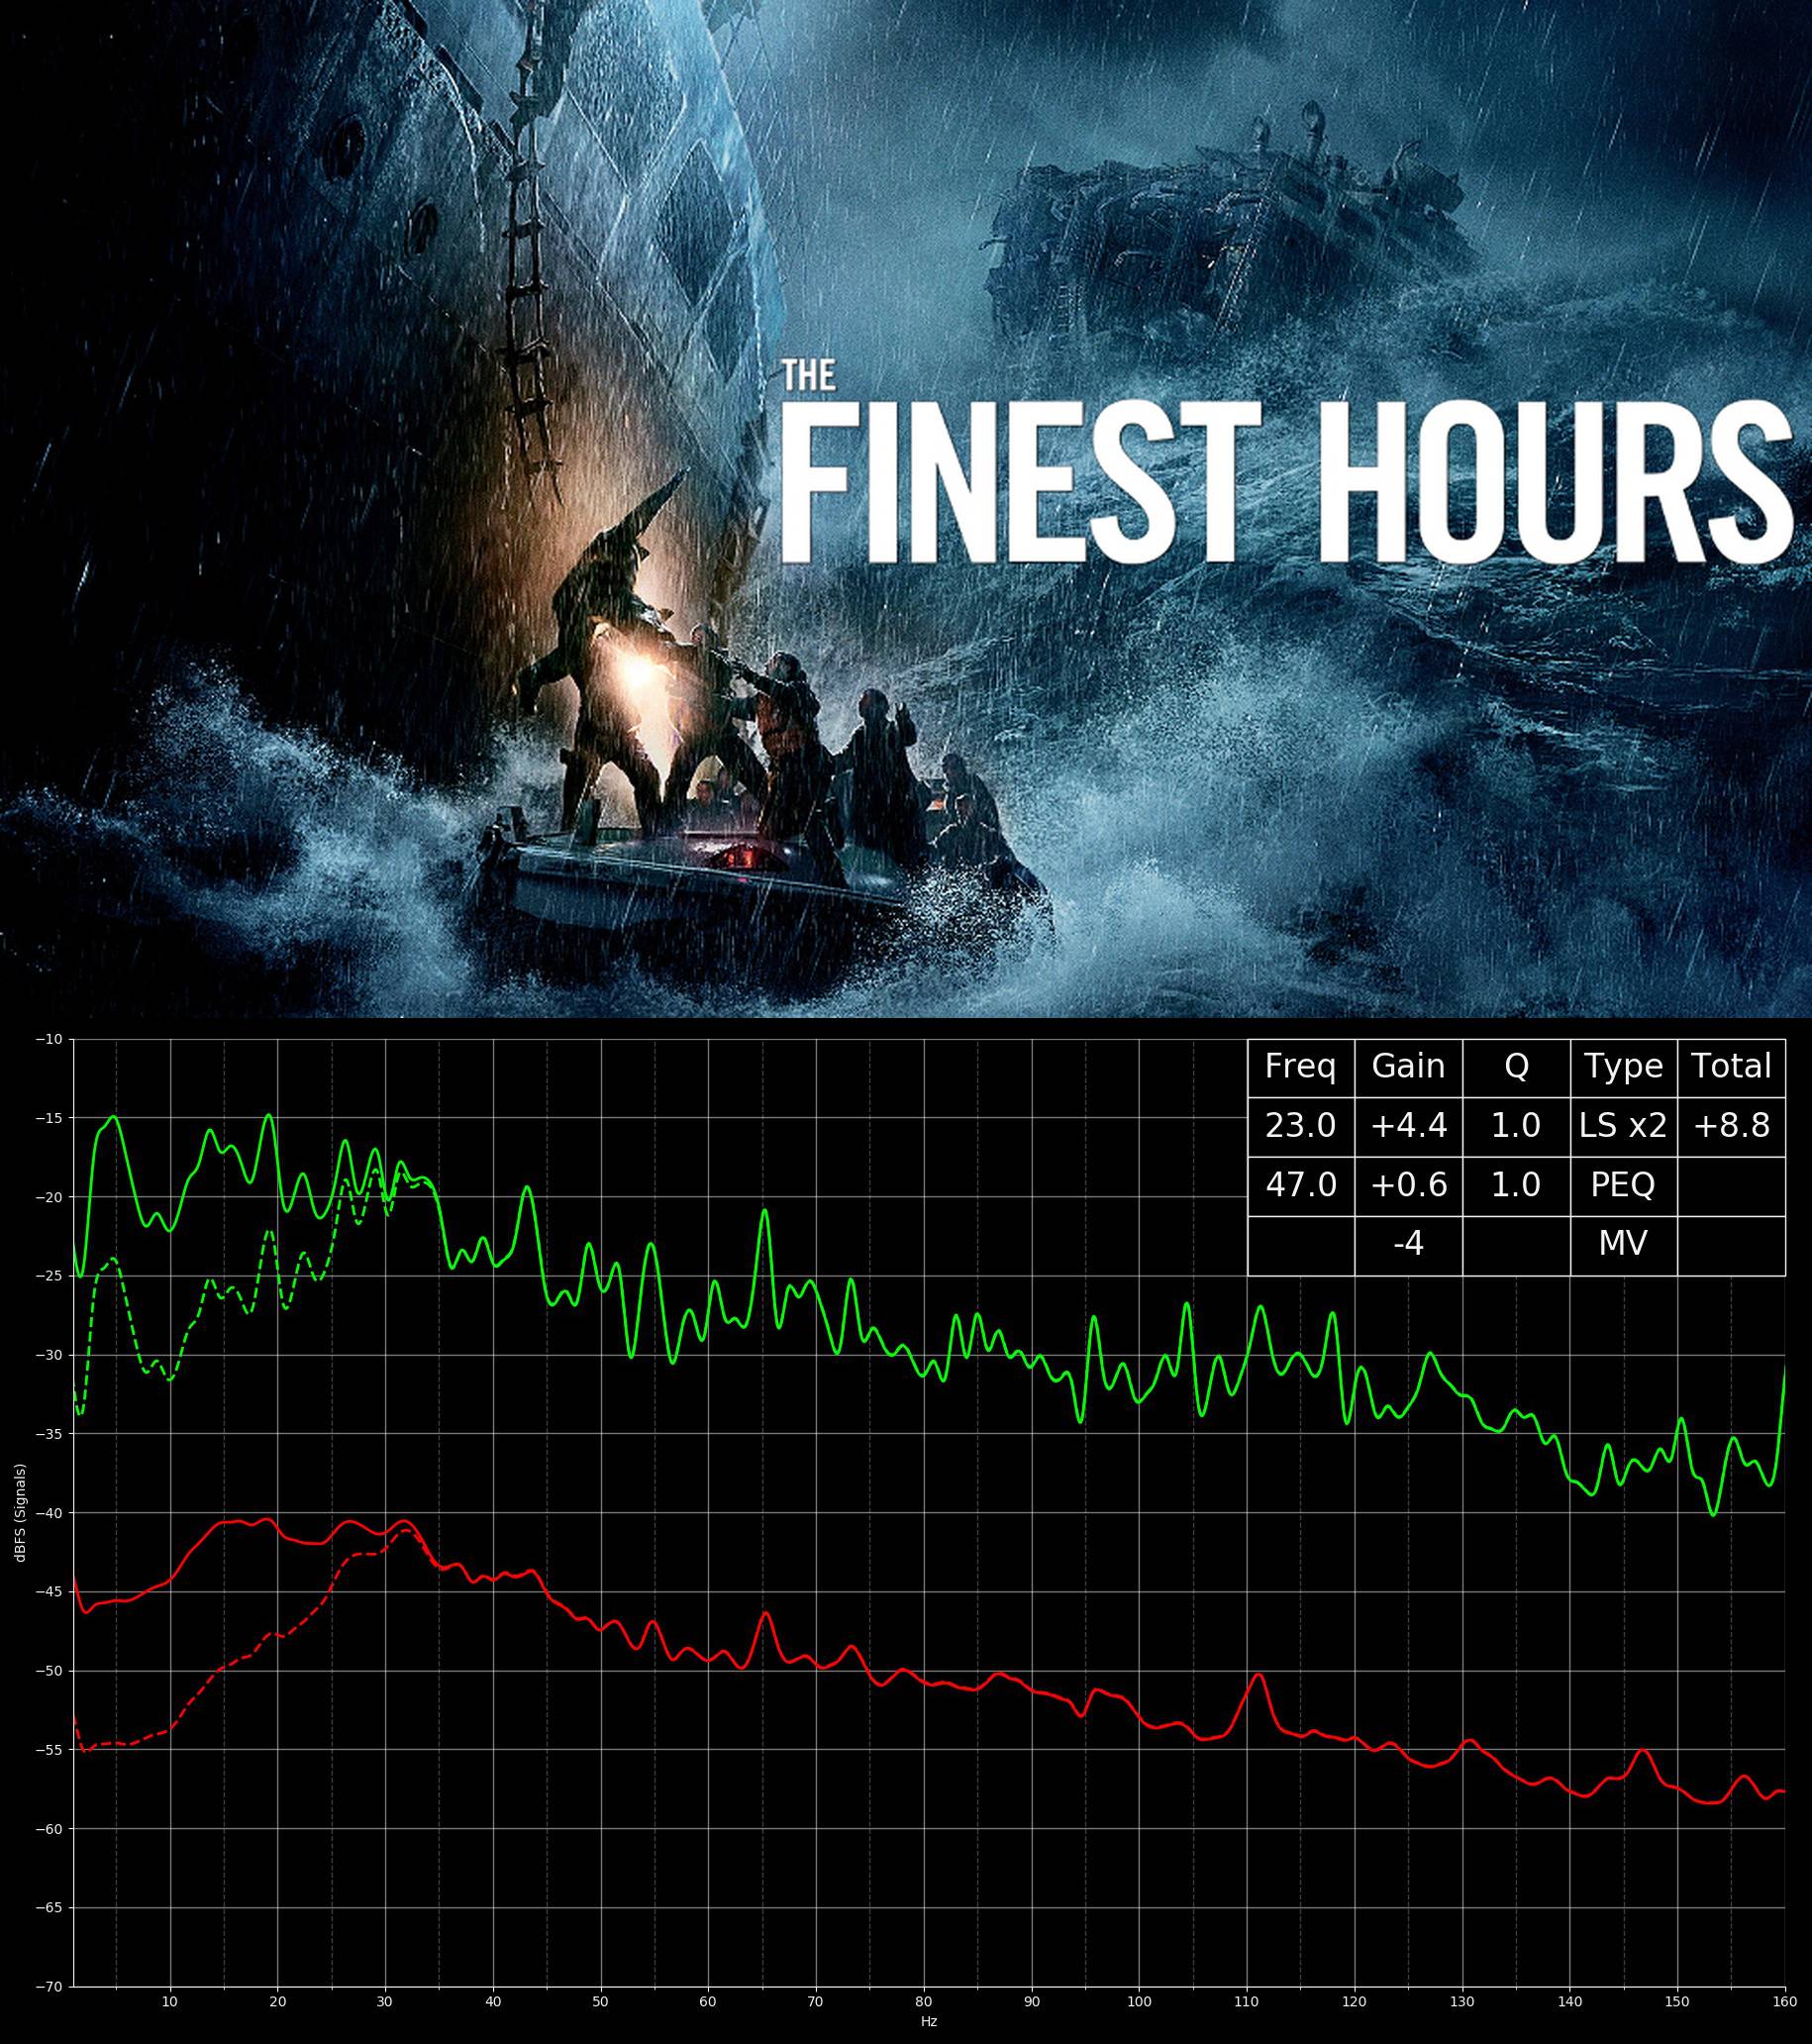 THE
FINEST HOURS
Freq Gain Q Type Total
23.0 +4.4 1.0 LS x2 +8.8
47.0 +0.6 1.0 PEQ
-4 MV
−10
−15
−20
−25
−30
−35
−40
−45
−50
−55
−60
−65
−70
dBFS (Signals)
10 20 30 40 50 60 70 80 90 100 110 120 130 140 150 160
Hz